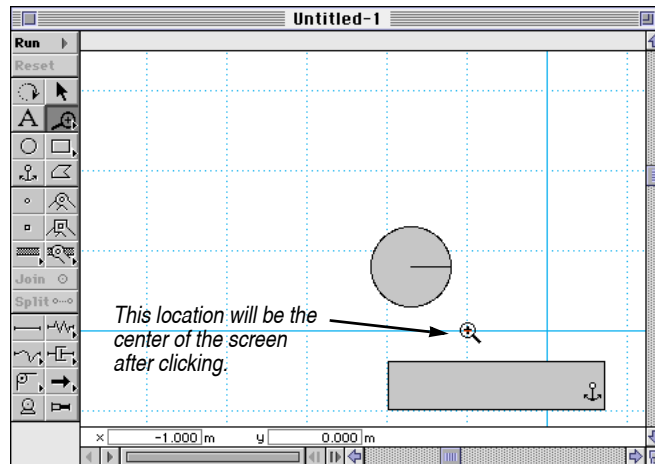 Untitled-1
Run
Reset
A
Join
Split
This location will be the
center of the screen
after clicking.
x -1.000 m y 0.000 m